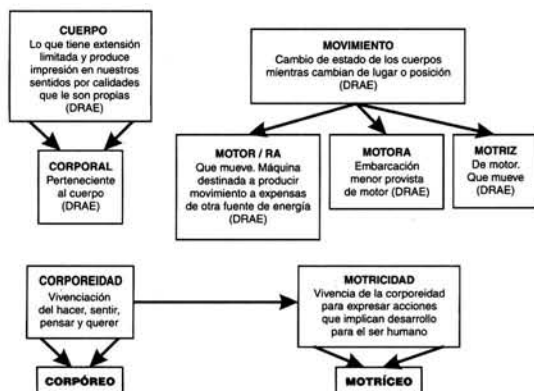 CUERPO
Lo que tiene extensión
limitada y produce
impresión en nuestros
sentidos por calidades
que le son propias
(DRAE)
CORPORAL
Perteneciente
al cuerpo
(DRAE)
MOVIMIENTO
Cambio de estado de los cuerpos
mientras cambian de lugar o posición
(DRAE)
MOTOR / RA
Que mueve. Máquina
destinada a producir
movimiento a expensas
de otra fuente de energía
(DRAE)
MOTORA
Embarcación
menor provista
de motor (DRAE)
MOTRIZ
De motor.
Que mueve
(DRAE)
CORPOREIDAD
Vivenciación
del hacer, sentir,
pensar y querer
MOTRICIDAD
Vivencia de la corporeidad
para expresar acciones
que implican desarrollo
para el ser humano
CORPÓREO
MOTRÍCEO